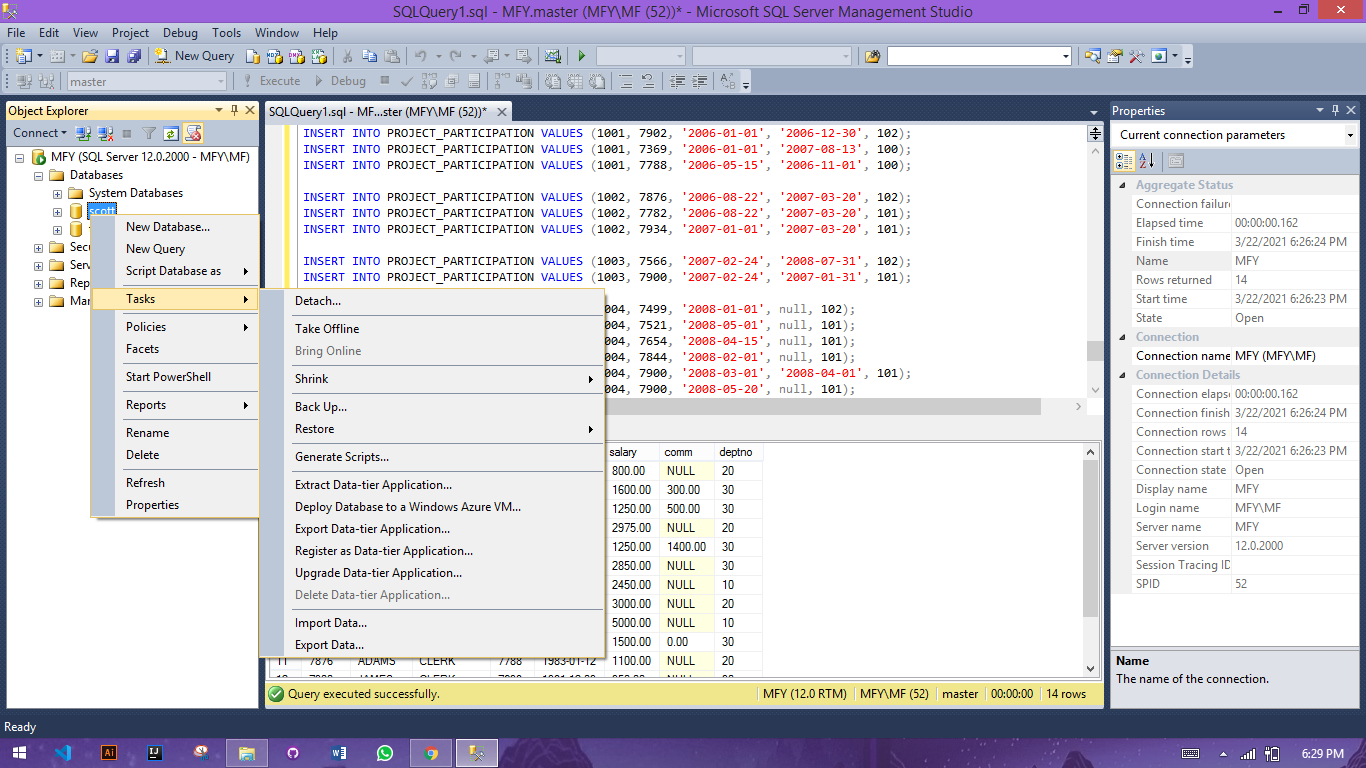 SQLQuery1.sql - MFY.master (MFY\MF (52))* - Microsoft SQL Server Management Studio
File Edit View Project Debug Tools Window Help
New Query
master Execute Debug
Object Explorer
Connect
MFY (SQL Server 12.0.2000 - MFY\MF)
Databases
System Databases
scott
Secu
Serv
Rep
Man
New Database...
New Query
Script Database as
Tasks
Policies
Facets
Start PowerShell
Reports
Rename
Delete
Refresh
Properties
Detach...
Take Offline
Bring Online
Shrink
Back Up...
Restore
Generate Scripts...
Extract Data-tier Application...
Deploy Database to a Windows Azure VM...
Export Data-tier Application...
Register as Data-tier Application...
Upgrade Data-tier Application...
Delete Data-tier Application...
Import Data...
Export Data...
SQLQuery1.sql - MF...ster (MFY\MF (52))*
INSERT INTO PROJECT_PARTICIPATION VALUES (1001, 7902, '2006-01-01', '2006-12-30', 102);
INSERT INTO PROJECT_PARTICIPATION VALUES (1001, 7369, '2006-01-01', '2007-08-13', 100);
INSERT INTO PROJECT_PARTICIPATION VALUES (1001, 7788, '2006-05-15', '2006-11-01', 100);
INSERT INTO PROJECT_PARTICIPATION VALUES (1002, 7876, '2006-08-22', '2007-03-20', 102);
INSERT INTO PROJECT_PARTICIPATION VALUES (1002, 7782, '2006-08-22', '2007-03-20', 101);
INSERT INTO PROJECT_PARTICIPATION VALUES (1002, 7934, '2007-01-01', '2007-03-20', 101);
INSERT INTO PROJECT_PARTICIPATION VALUES (1003, 7566, '2007-02-24', '2008-07-31', 102);
INSERT INTO PROJECT_PARTICIPATION VALUES (1003, 7900, '2007-02-24', '2007-01-31', 101);
004, 7499, '2008-01-01', null, 102);
004, 7521, '2008-05-01', null, 101);
004, 7654, '2008-04-15', null, 101);
004, 7844, '2008-02-01', null, 101);
004, 7900, '2008-03-01', '2008-04-01', 101);
004, 7900, '2008-05-20', null, 101);
salary comm deptno
800.00 NULL 20
1600.00 300.00 30
1250.00 500.00 30
2975.00 NULL 20
1250.00 1400.00 30
2850.00 NULL 30
2450.00 NULL 10
3000.00 NULL 20
5000.00 NULL 10
1500.00 0.00 30
11 7876 ADAMS CLERK 7788 1983-01-12 1100.00 NULL 20
Query executed successfully. MFY (12.0 RTM) MFY\MF (52) master 00:00:00 14 rows
Properties
Current connection parameters
Aggregate Status
Connection failure
Elapsed time 00:00:00.162
Finish time 3/22/2021 6:26:24 PM
Name MFY
Rows returned 14
Start time 3/22/2021 6:26:23 PM
State Open
Connection
Connection name MFY (MFY\MF)
Connection Details
Connection elapse 00:00:00.162
Connection finish 3/22/2021 6:26:24 PM
Connection rows 14
Connection start t 3/22/2021 6:26:23 PM
Connection state Open
Display name MFY
Login name MFY\MF
Server name MFY
Server version 12.0.2000
Session Tracing ID
SPID 52
Name
The name of the connection.
Ready
6:29 PM